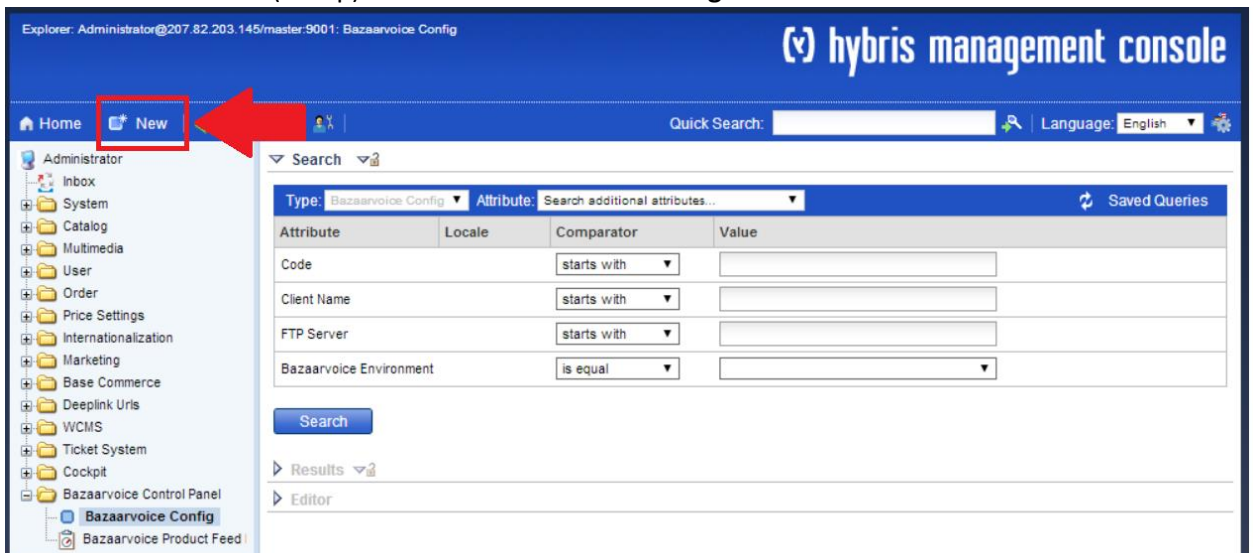 Explorer: Administrator@207.82.203.145/master:9001: Bazaarvoice Config
(y) hybris management console
Home New Quick Search: Language: English
Administrator
Inbox
System
Catalog
Multimedia
User
Order
Price Settings
Internationalization
Marketing
Base Commerce
Deeplink Urls
WCMS
Ticket System
Cockpit
Bazaarvoice Control Panel
Bazaarvoice Config
Bazaarvoice Product Feed
Search
Type: Bazaarvoice Config Attribute: Search additional attributes... Saved Queries
Attribute Locale Comparator Value
Code starts with
Client Name starts with
FTP Server starts with
Bazaarvoice Environment is equal
Search
Results
Editor